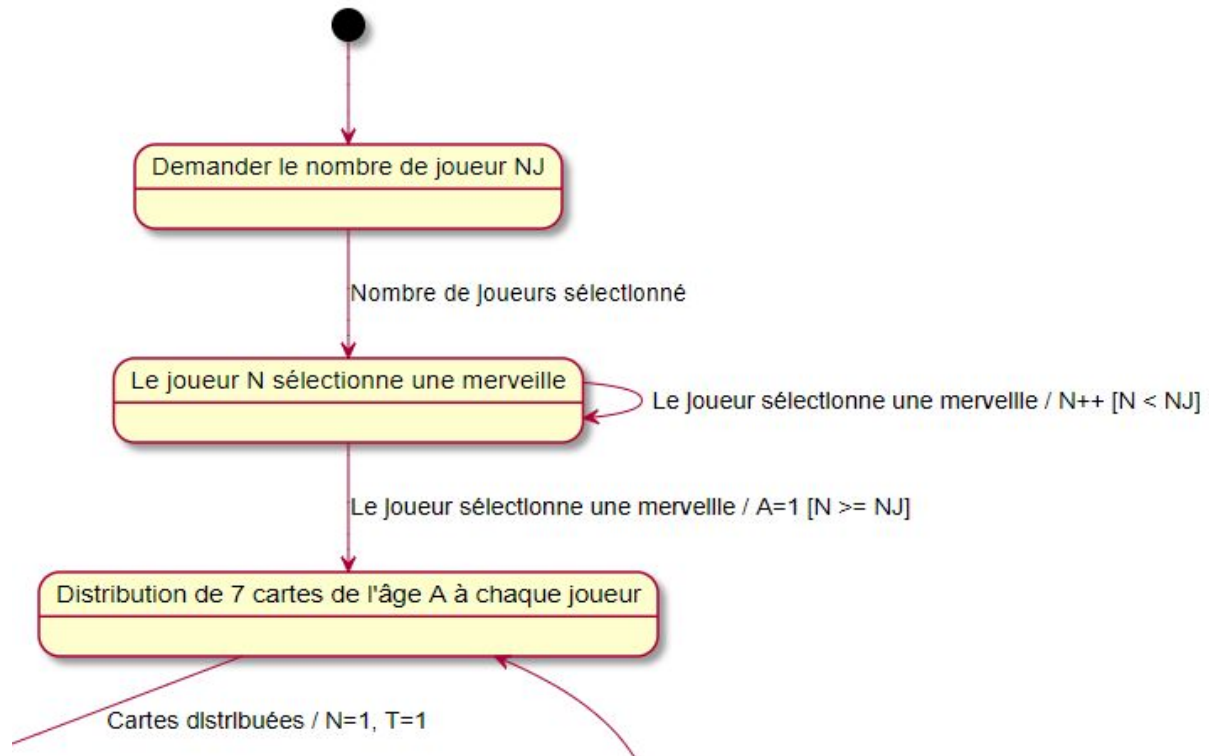 Demander le nombre de joueur NJ
Nombre de joueurs sélectionné
Le joueur N sélectionne une merveille
Le joueur sélectionne une merveille / N++ [N < NJ]
Le joueur sélectionne une merveille / A=1 [N >= NJ]
Distribution de 7 cartes de l'âge A à chaque joueur
Cartes distribuées / N=1, T=1